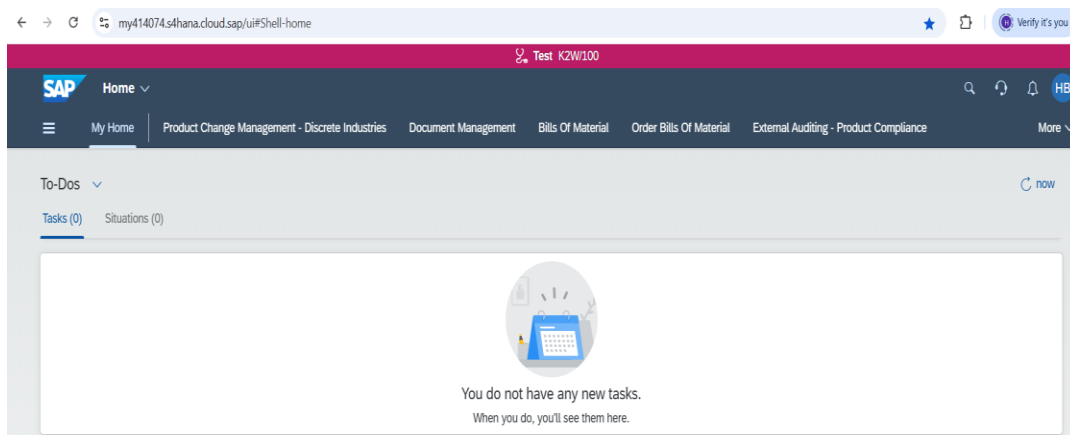 my414074.s4hana.cloud.sap/ui#Shell-home
Verify it's you
Test K2W/100
SAP Home
HB
My Home Product Change Management - Discrete Industries Document Management Bills Of Material Order Bills Of Material External Auditing - Product Compliance More
To-Dos
now
Tasks (0) Situations (0)
You do not have any new tasks.
When you do, you'll see them here.